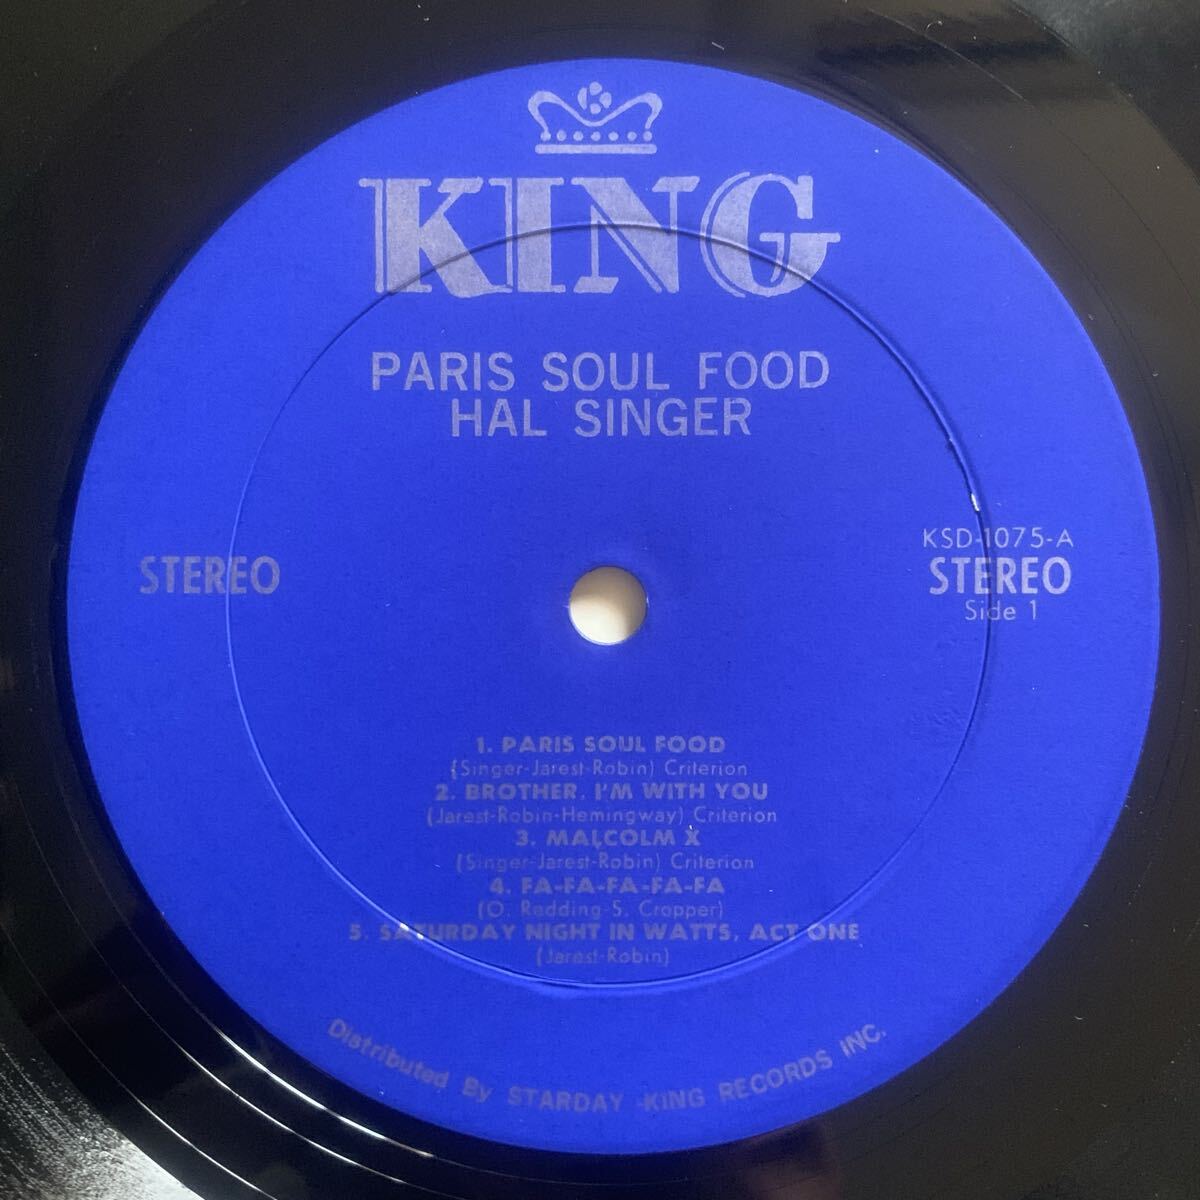 K
KING
PARIS SOUL FOOD
HAL SINGER
STEREO
KSD-1075-A
STEREO
Side 1
1. PARIS SOUL FOOD
(Singer-Jarest-Robin) Criterion
2. BROTHER, I'M WITH YOU
(Jarest-Robin-Hemingway) Criterion
3. MALCOLM X
(Singer-Jarest-Robin) Criterion
4. FA-FA-FA-FA-FA
(O. Redding-S. Cropper)
5. SATURDAY NIGHT IN WATTS, ACT ONE
(Jarest-Robin)
Distributed By STARDAY-KING RECORDS INC.